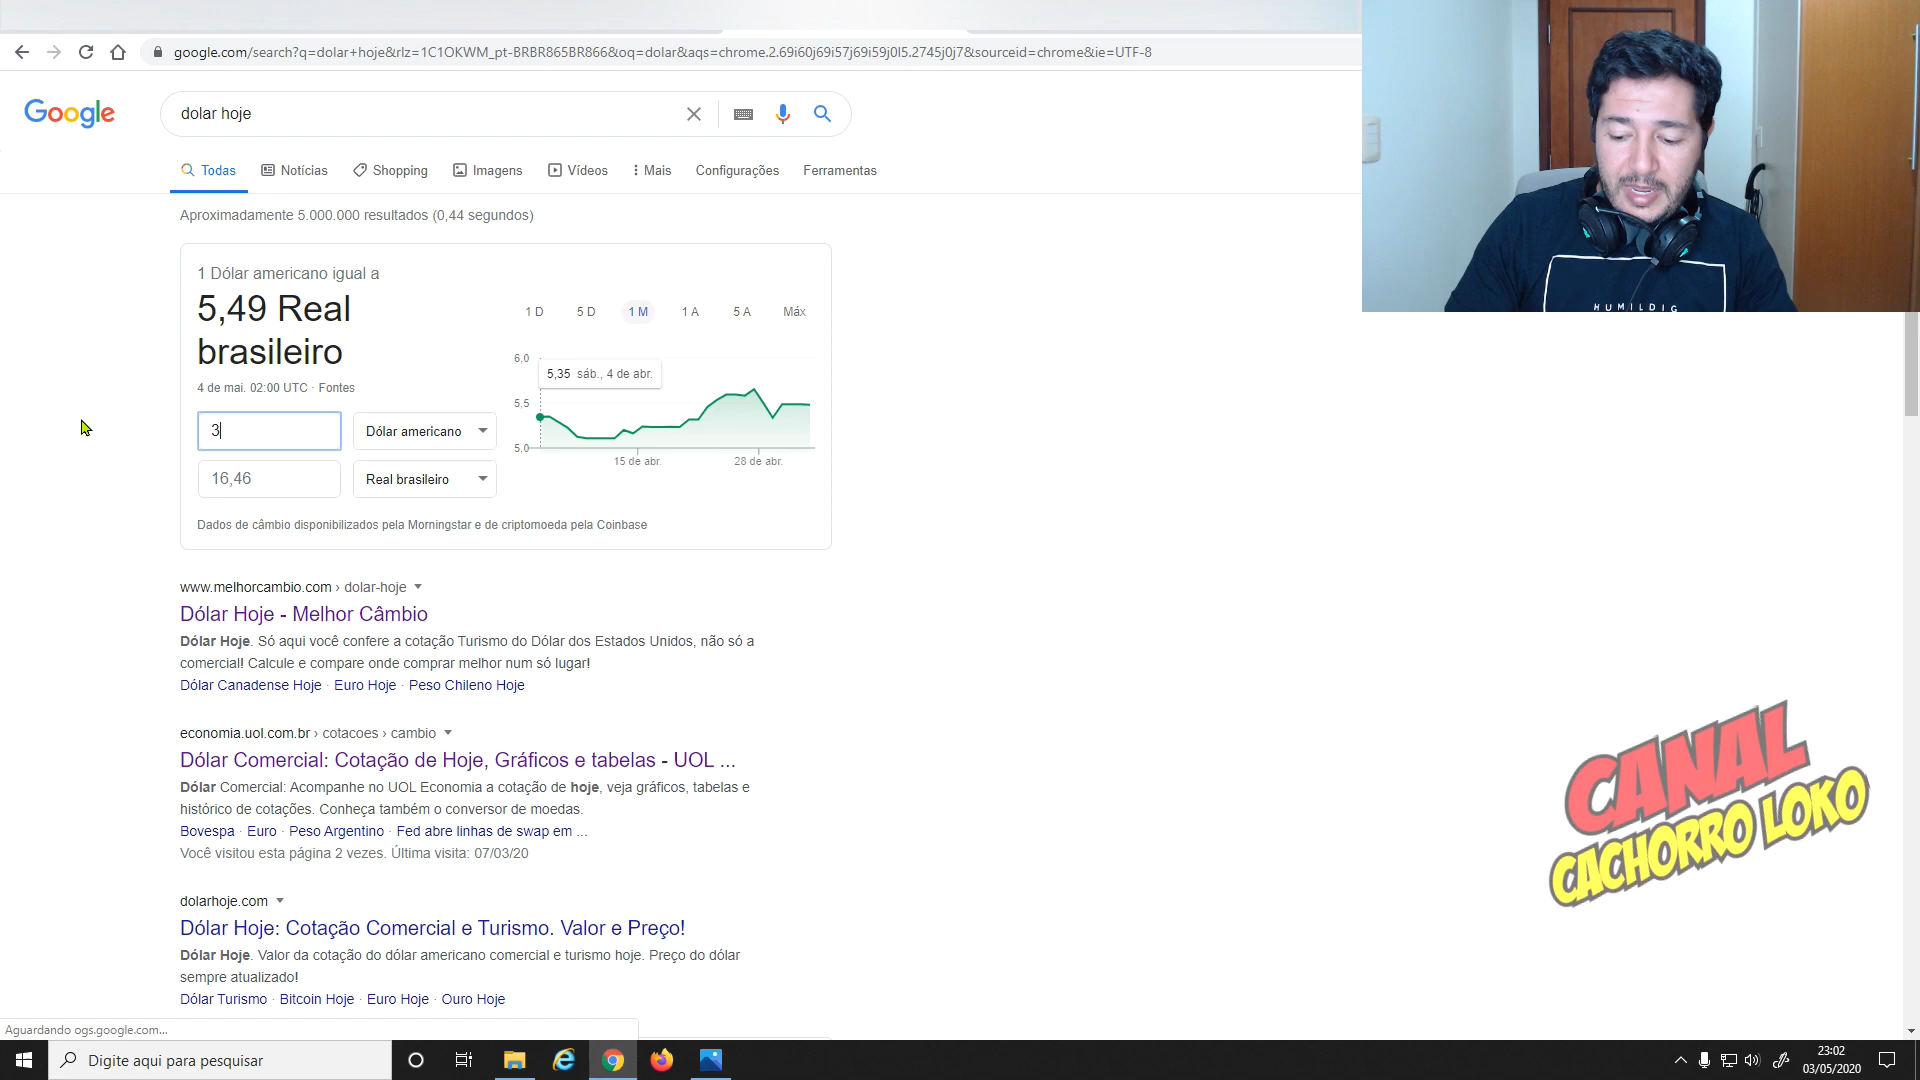 google.com/search?q=dolar+hoje&rlz=1C1OKWM_pt-BRBR865BR866&oq=dolar&aqs=chrome.2.69i60j69i57j69i59j0l5.2745j0j7&sourceid=chrome&ie=UTF-8
Google
dolar hoje
Todas Notícias Shopping Imagens Vídeos Mais Configurações Ferramentas
Aproximadamente 5.000.000 resultados (0,44 segundos)
1 Dólar americano igual a
5,49 Real
brasileiro
4 de mai. 02:00 UTC · Fontes
3 Dólar americano
16,46 Real brasileiro
1 D 5 D 1 M 1 A 5 A Máx
6,0
5,35 sáb., 4 de abr.
5,5
5,0
15 de abr. 28 de abr.
Dados de câmbio disponibilizados pela Morningstar e de criptomoeda pela Coinbase
www.melhorcambio.com › dolar-hoje
Dólar Hoje - Melhor Câmbio
Dólar Hoje. Só aqui você confere a cotação Turismo do Dólar dos Estados Unidos, não só a
comercial! Calcule e compare onde comprar melhor num só lugar!
Dólar Canadense Hoje · Euro Hoje · Peso Chileno Hoje
economia.uol.com.br › cotacoes › cambio
Dólar Comercial: Cotação de Hoje, Gráficos e tabelas - UOL ...
Dólar Comercial: Acompanhe no UOL Economia a cotação de hoje, veja gráficos, tabelas e
histórico de cotações. Conheça também o conversor de moedas.
Bovespa · Euro · Peso Argentino · Fed abre linhas de swap em ...
Você visitou esta página 2 vezes. Última visita: 07/03/20
dolarhoje.com
Dólar Hoje: Cotação Comercial e Turismo. Valor e Preço!
Dólar Hoje. Valor da cotação do dólar americano comercial e turismo hoje. Preço do dólar
sempre atualizado!
Dólar Turismo · Bitcoin Hoje · Euro Hoje · Ouro Hoje
Aguardando ogs.google.com...
Digite aqui para pesquisar
23:02
03/05/2020
HUMILDIG
CANAL
CACHORRO LOKO